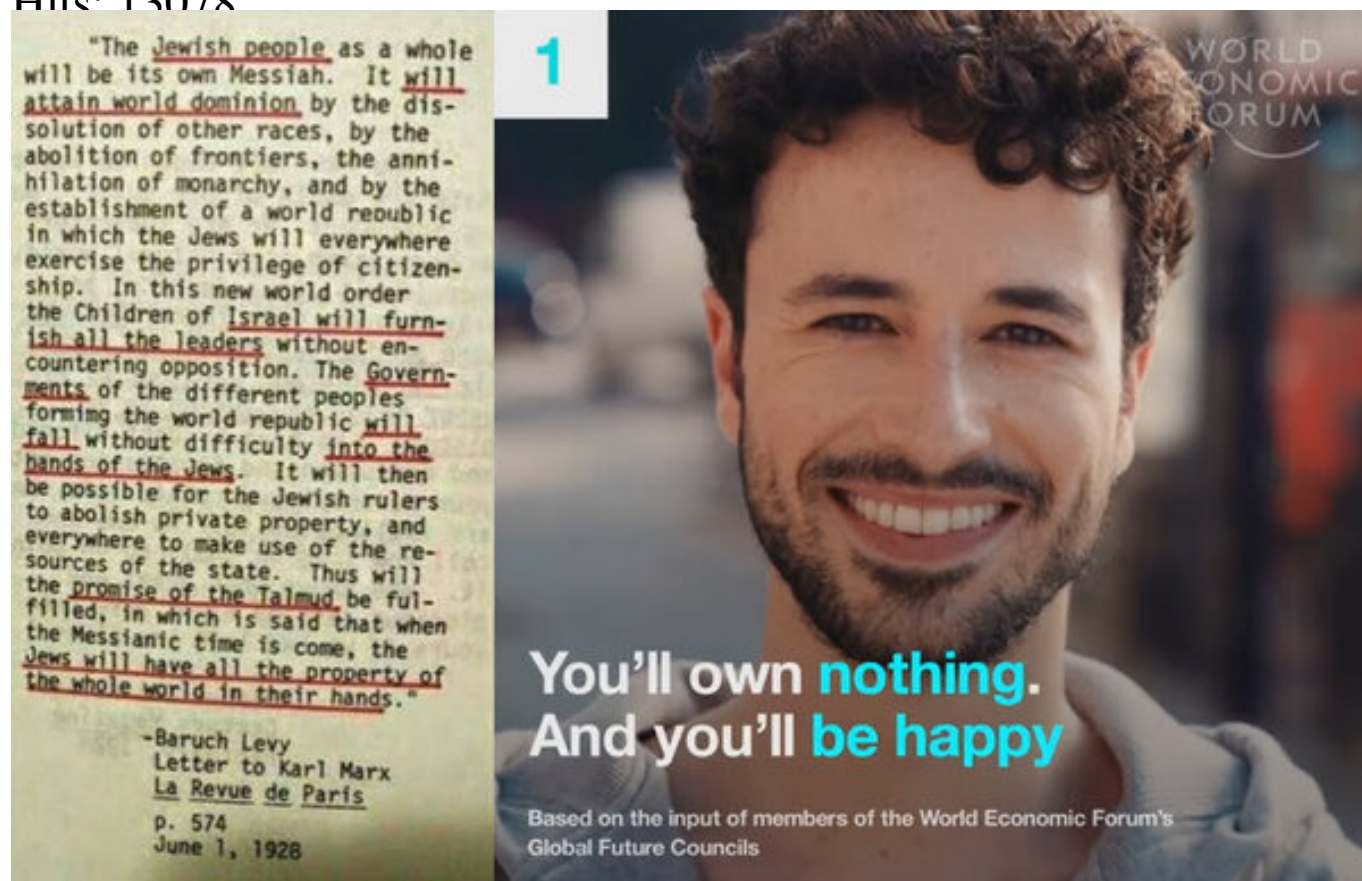 Hits: 13078
"The Jewish people as a whole
will be its own Messiah. It will
attain world dominion by the dis-
solution of other races, by the
abolition of frontiers, the anni-
hilation of monarchy, and by the
establishment of a world republic
in which the Jews will everywhere
exercise the privilege of citizen-
ship. In this new world order
the Children of Israel will furn-
ish all the leaders without en-
countering opposition. The Govern-
ments of the different peoples
forming the world republic will
fall without difficulty into the
hands of the Jews. It will then
be possible for the Jewish rulers
to abolish private property, and
everywhere to make use of the re-
sources of the state. Thus will
the promise of the Talmud be ful-
filled, in which is said that when
the Messianic time is come, the
Jews will have all the property of
the whole world in their hands."
-Baruch Levy
Letter to Karl Marx
La Revue de Paris
p. 574
June 1, 1928
1
WORLD
ECONOMIC
FORUM
You'll own nothing.
And you'll be happy
Based on the input of members of the World Economic Forum's
Global Future Councils